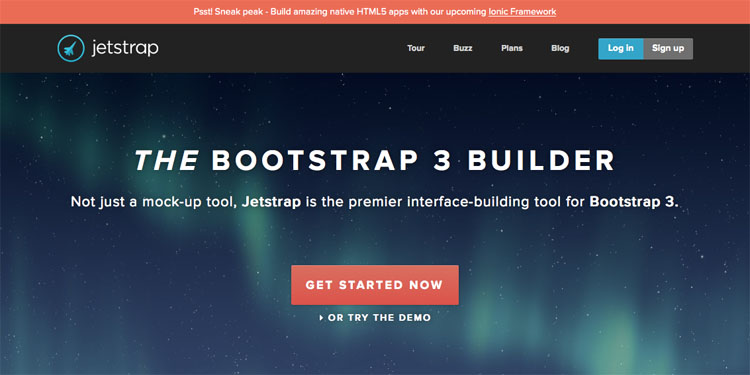 Psst! Sneak peak - Build amazing native HTML5 apps with our upcoming Ionic Framework
jetstrap Tour Buzz Plans Blog Log in Sign up
THE BOOTSTRAP 3 BUILDER
Not just a mock-up tool, Jetstrap is the premier interface-building tool for Bootstrap 3.
GET STARTED NOW
OR TRY THE DEMO